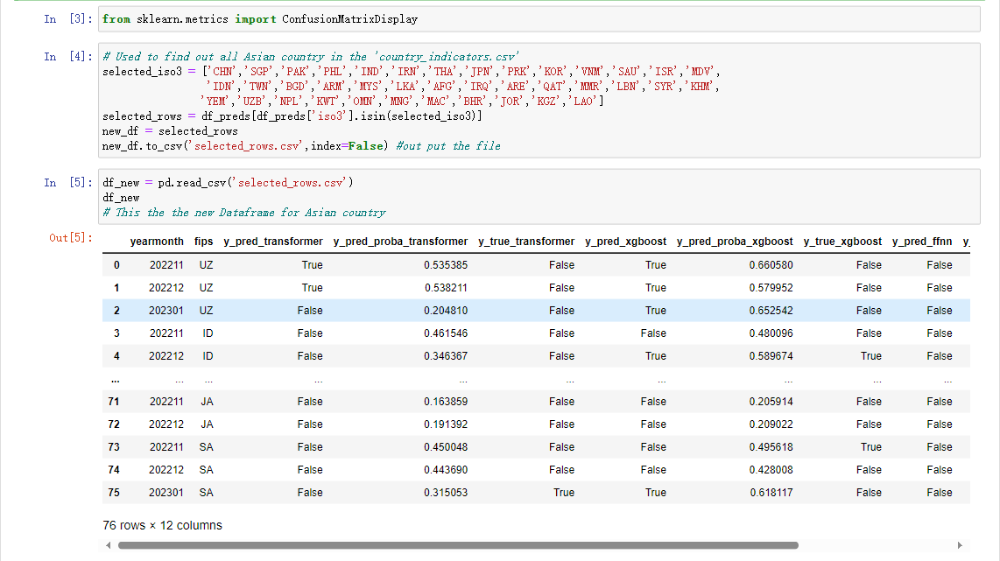 In [3]: from sklearn.metrics import ConfusionMatrixDisplay
In [4]: # Used to find out all Asian country in the 'country_indicators.csv'
selected_iso3 = ['CHN','SGP','PAK','PHL','IND','IRN','THA','JPN','PRK','KOR','VNM','SAU','ISR','MDV',
'IDN','TWN','BGD','ARM','MYS','LKA','AFG','IRQ','ARE','QAT','MMR','LBN','SYR','KHM',
'YEM','UZB','NPL','KWT','OMN','MNG','MAC','BHR','JOR','KGZ','LAO']
selected_rows = df_preds[df_preds['iso3'].isin(selected_iso3)]
new_df = selected_rows
new_df.to_csv('selected_rows.csv',index=False) #out put the file
In [5]: df_new = pd.read_csv('selected_rows.csv')
df_new
# This the the new Dataframe for Asian country
Out[5]:
yearmonth fips y_pred_transformer y_pred_proba_transformer y_true_transformer y_pred_xgboost y_pred_proba_xgboost y_true_xgboost y_pred_ffnn y_
0 202211 UZ True 0.535385 False True 0.660580 False False
1 202212 UZ True 0.538211 False True 0.579952 False False
2 202301 UZ False 0.204810 False True 0.652542 False False
3 202211 ID False 0.461546 False False 0.480096 False False
4 202212 ID False 0.346367 False True 0.589674 True False
... ... ... ... ... ... ... ... ... ...
71 202211 JA False 0.163859 False False 0.205914 False False
72 202212 JA False 0.191392 False False 0.209022 False False
73 202211 SA False 0.450048 False False 0.495618 True False
74 202212 SA False 0.443690 False False 0.428008 False False
75 202301 SA False 0.315053 True True 0.618117 False False
76 rows × 12 columns